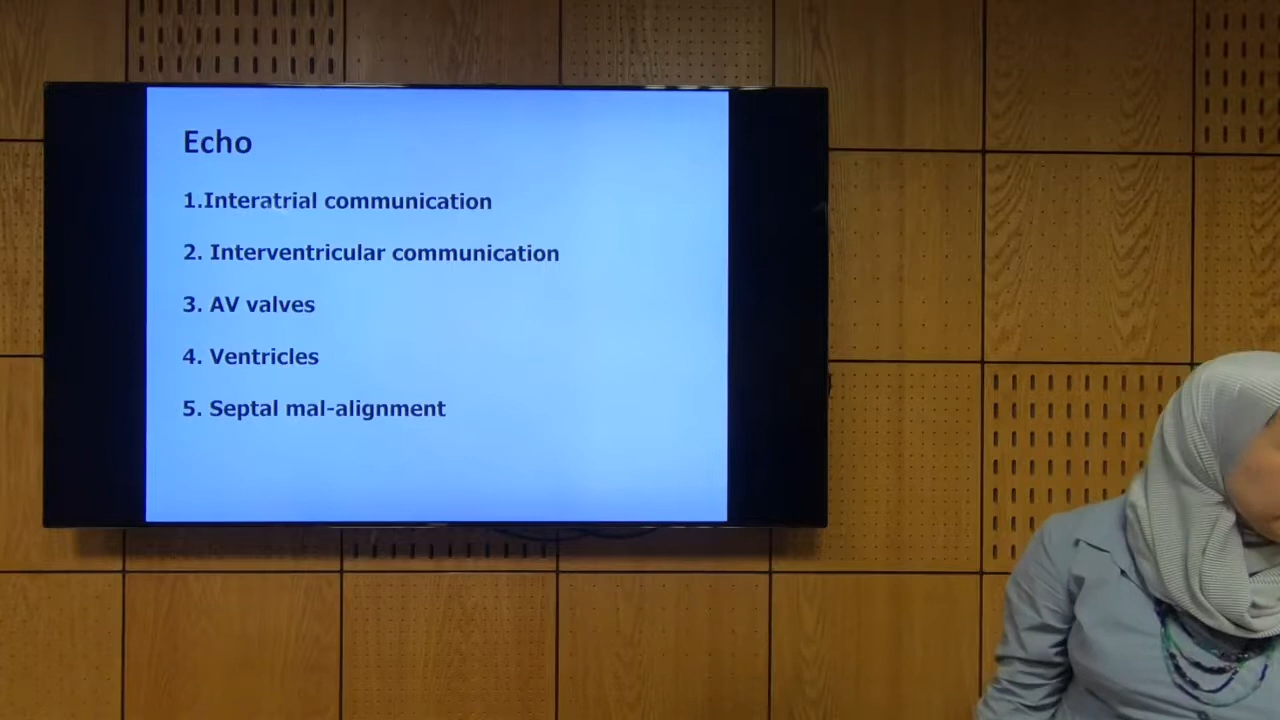 Echo
1.Interatrial communication
2. Interventricular communication
3. AV valves
4. Ventricles
5. Septal mal-alignment